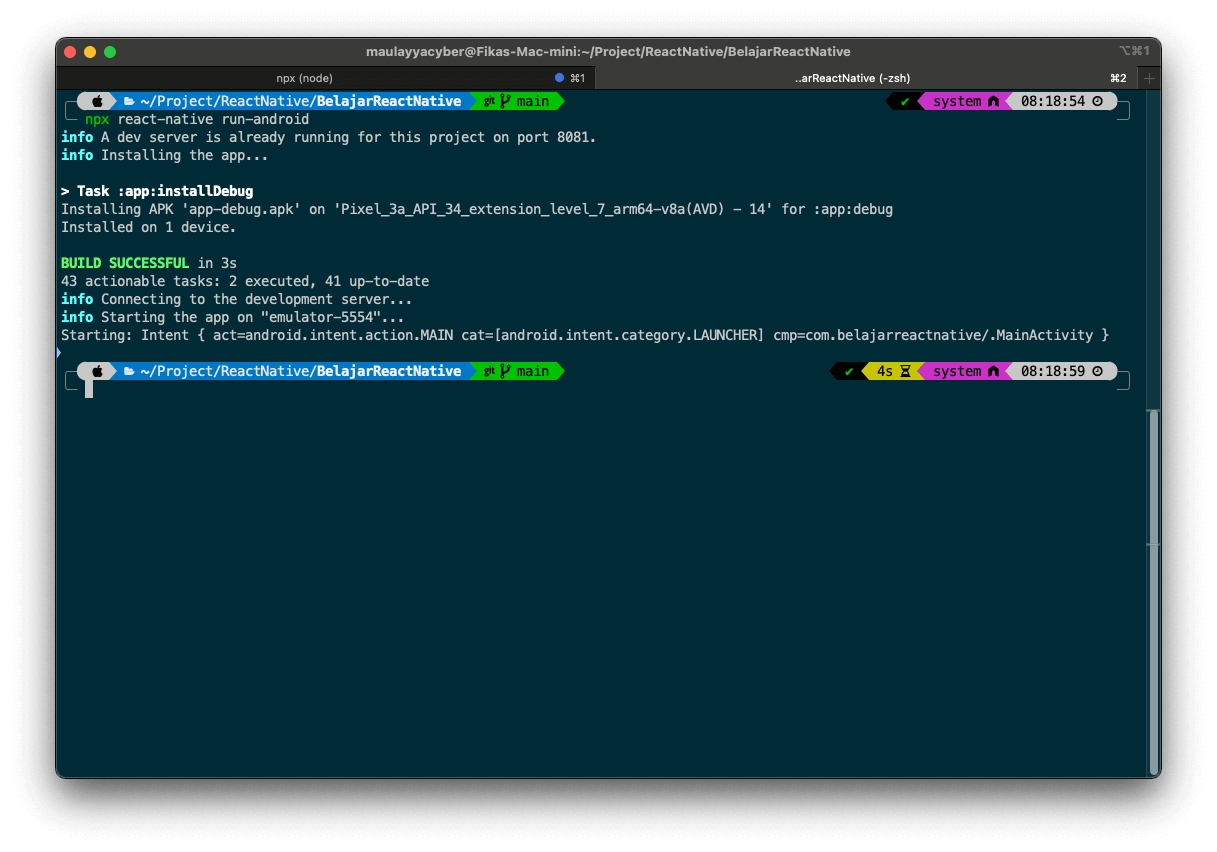 maulayyacyber@Fikas-Mac-mini:~/Project/ReactNative/BelajarReactNative ⌥⌘1
npx (node) ⌘1 ..arReactNative (-zsh) ⌘2
~/Project/ReactNative/BelajarReactNative git main ✔ system 08:18:54
npx react-native run-android
info A dev server is already running for this project on port 8081.
info Installing the app...
> Task :app:installDebug
Installing APK 'app-debug.apk' on 'Pixel_3a_API_34_extension_level_7_arm64-v8a(AVD) - 14' for :app:debug
Installed on 1 device.
BUILD SUCCESSFUL in 3s
43 actionable tasks: 2 executed, 41 up-to-date
info Connecting to the development server...
info Starting the app on "emulator-5554"...
Starting: Intent { act=android.intent.action.MAIN cat=[android.intent.category.LAUNCHER] cmp=com.belajarreactnative/.MainActivity }
~/Project/ReactNative/BelajarReactNative git main ✔ 4s system 08:18:59